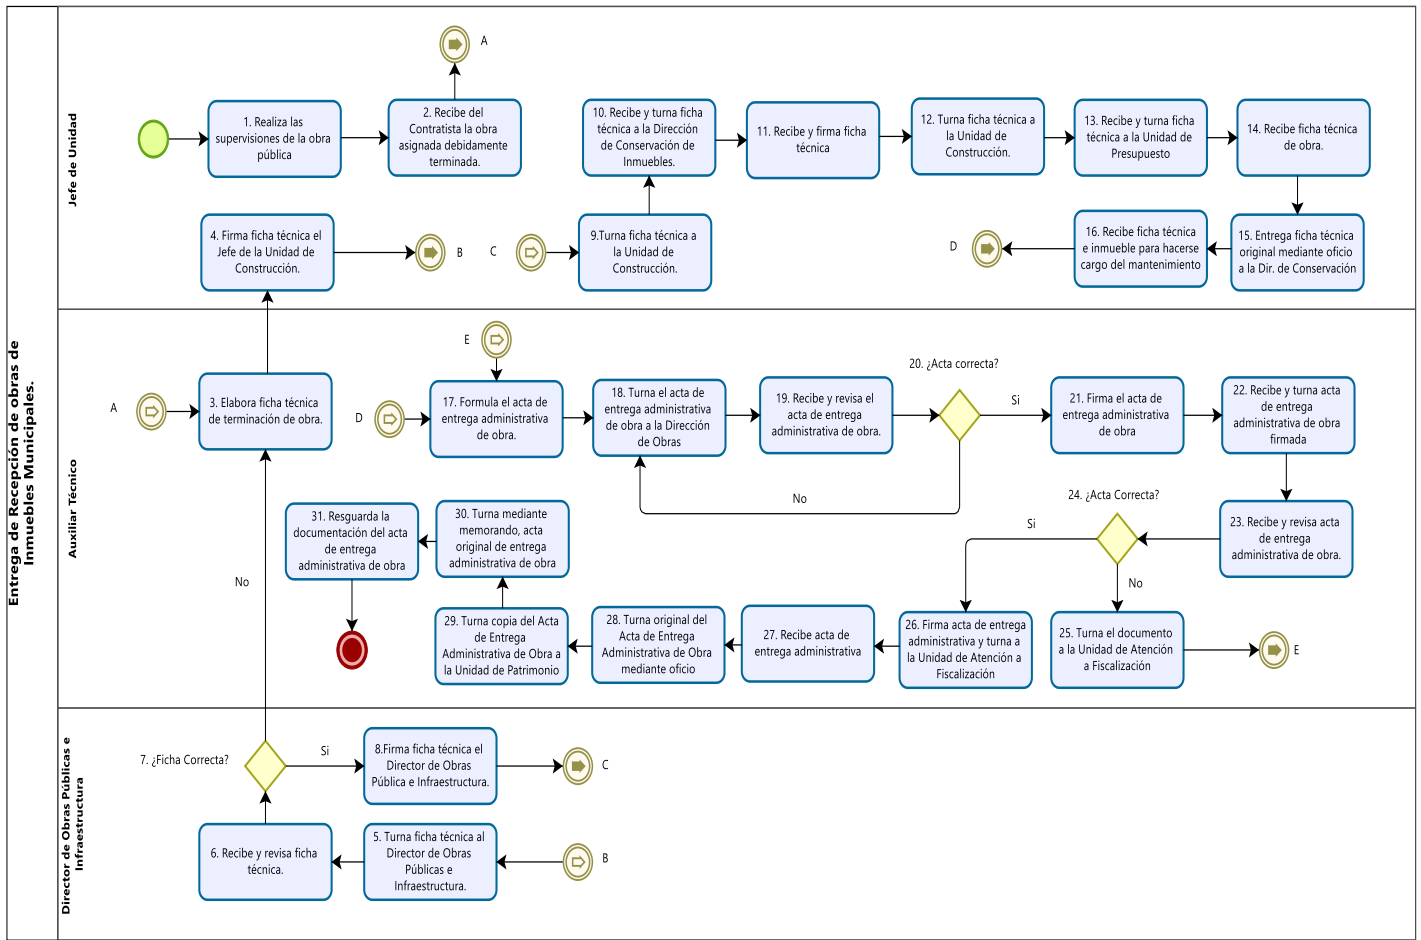 Entrega de Recepción de obras de
Inmuebles Municipales.
Jefe de Unidad
A
1. Realiza las
supervisiones de la obra
pública
2. Recibe del
Contratista la obra
asignada debidamente
terminada.
10. Recibe y turna ficha
técnica a la Dirección
de Conservación de
Inmuebles.
11. Recibe y firma ficha
técnica
12. Turna ficha técnica a
la Unidad de
Construcción.
13. Recibe y turna ficha
técnica a la Unidad de
Presupuesto
14. Recibe ficha técnica
de obra.
4. Firma ficha técnica el
Jefe de la Unidad de
Construcción.
B
C
9.Turna ficha técnica a
la Unidad de
Construcción.
D
16. Recibe ficha técnica
e inmueble para hacerse
cargo del mantenimiento
15. Entrega ficha técnica
original mediante oficio
a la Dir. de Conservación
Auxiliar Técnico
A
3. Elabora ficha técnica
de terminación de obra.
E
D
17. Formula el acta de
entrega administrativa
de obra.
18. Turna el acta de
entrega administrativa
de obra a la Dirección
de Obras
19. Recibe y revisa el
acta de entrega
administrativa de obra.
20. ¿Acta correcta?
Si
No
21. Firma el acta de
entrega administrativa
de obra
22. Recibe y turna acta
de entrega
administrativa de obra
firmada
23. Recibe y revisa acta
de entrega
administrativa de obra.
24. ¿Acta Correcta?
Si
No
31. Resguarda la
documentación del acta
de entrega
administrativa de obra
30. Turna mediante
memorando, acta
original de entrega
administrativa de obra
29. Turna copia del Acta
de Entrega
Administrativa de Obra a
la Unidad de Patrimonio
28. Turna original del
Acta de Entrega
Administrativa de Obra
mediante oficio
27. Recibe acta de
entrega administrativa
26. Firma acta de entrega
administrativa y turna a
la Unidad de Atención a
Fiscalización
25. Turna el documento
a la Unidad de Atención
a Fiscalización
E
No
Director de Obras Públicas e
Infraestructura
7. ¿Ficha Correcta?
Si
8.Firma ficha técnica el
Director de Obras
Pública e Infraestructura.
C
6. Recibe y revisa ficha
técnica.
5. Turna ficha técnica al
Director de Obras
Públicas e
Infraestructura.
B